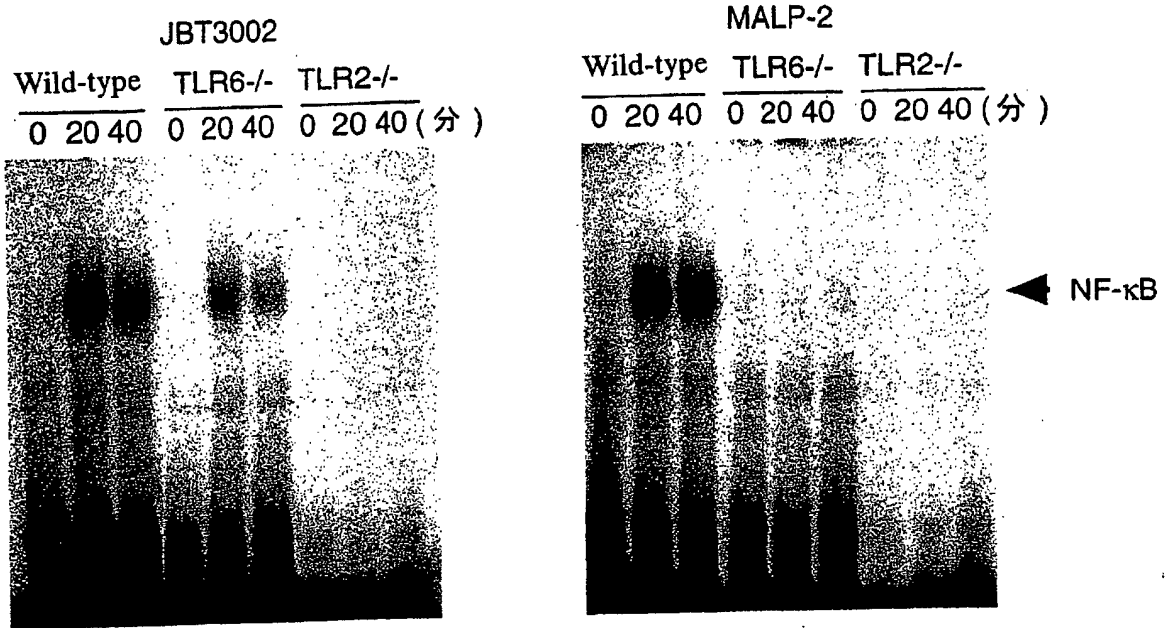 JBT3002
Wild-type TLR6-/- TLR2-/-
0 20 40 0 20 40 0 20 40 ( 分 )
MALP-2
Wild-type TLR6-/- TLR2-/-
0 20 40 0 20 40 0 20 40 ( 分 )
NF-κB